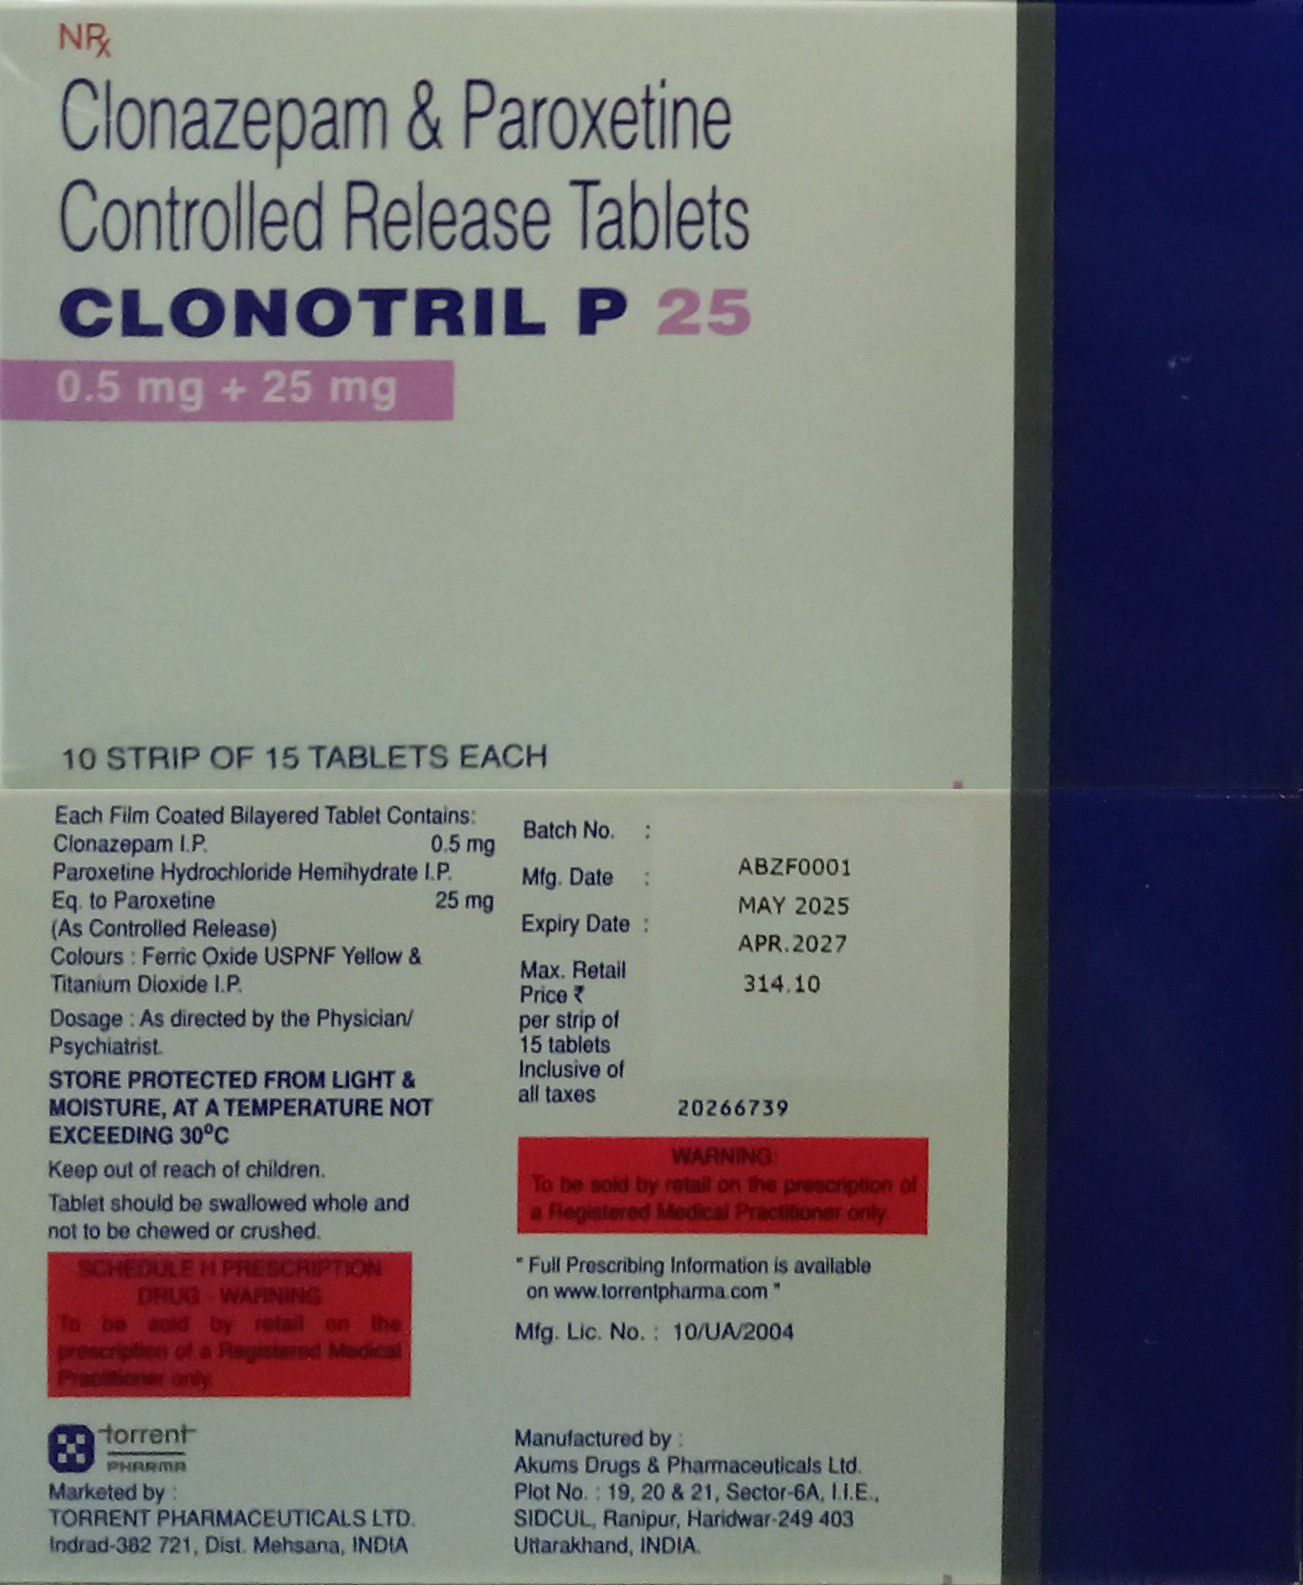 NRx
Clonazepam & Paroxetine
Controlled Release Tablets
CLONOTRIL P 25
0.5 mg + 25 mg
10 STRIP OF 15 TABLETS EACH
Each Film Coated Bilayered Tablet Contains:
Clonazepam I.P. 0.5 mg
Paroxetine Hydrochloride Hemihydrate I.P.
Eq. to Paroxetine 25 mg
(As Controlled Release)
Colours : Ferric Oxide USPNF Yellow &
Titanium Dioxide I.P.
Dosage : As directed by the Physician/
Psychiatrist.
STORE PROTECTED FROM LIGHT &
MOISTURE, AT A TEMPERATURE NOT
EXCEEDING 30⁰C
Keep out of reach of children.
Tablet should be swallowed whole and
not to be chewed or crushed.
SCHEDULE H PRESCRIPTION
DRUG - WARNING
To be sold by retail on the
prescription of a Registered Medical
Practitioner only.
torrent
PHARMA
Marketed by :
TORRENT PHARMACEUTICALS LTD.
Indrad-382 721, Dist. Mehsana, INDIA
Batch No. :
Mfg. Date :
Expiry Date :
Max. Retail
Price ₹
per strip of
15 tablets
Inclusive of
all taxes
ABZF0001
MAY 2025
APR.2027
314.10
20266739
WARNING:
To be sold by retail on the prescription of
a Registered Medical Practitioner only.
" Full Prescribing Information is available
on www.torrentpharma.com "
Mfg. Lic. No. : 10/UA/2004
Manufactured by :
Akums Drugs & Pharmaceuticals Ltd.
Plot No. : 19, 20 & 21, Sector-6A, I.I.E.,
SIDCUL, Ranipur, Haridwar-249 403
Uttarakhand, INDIA.